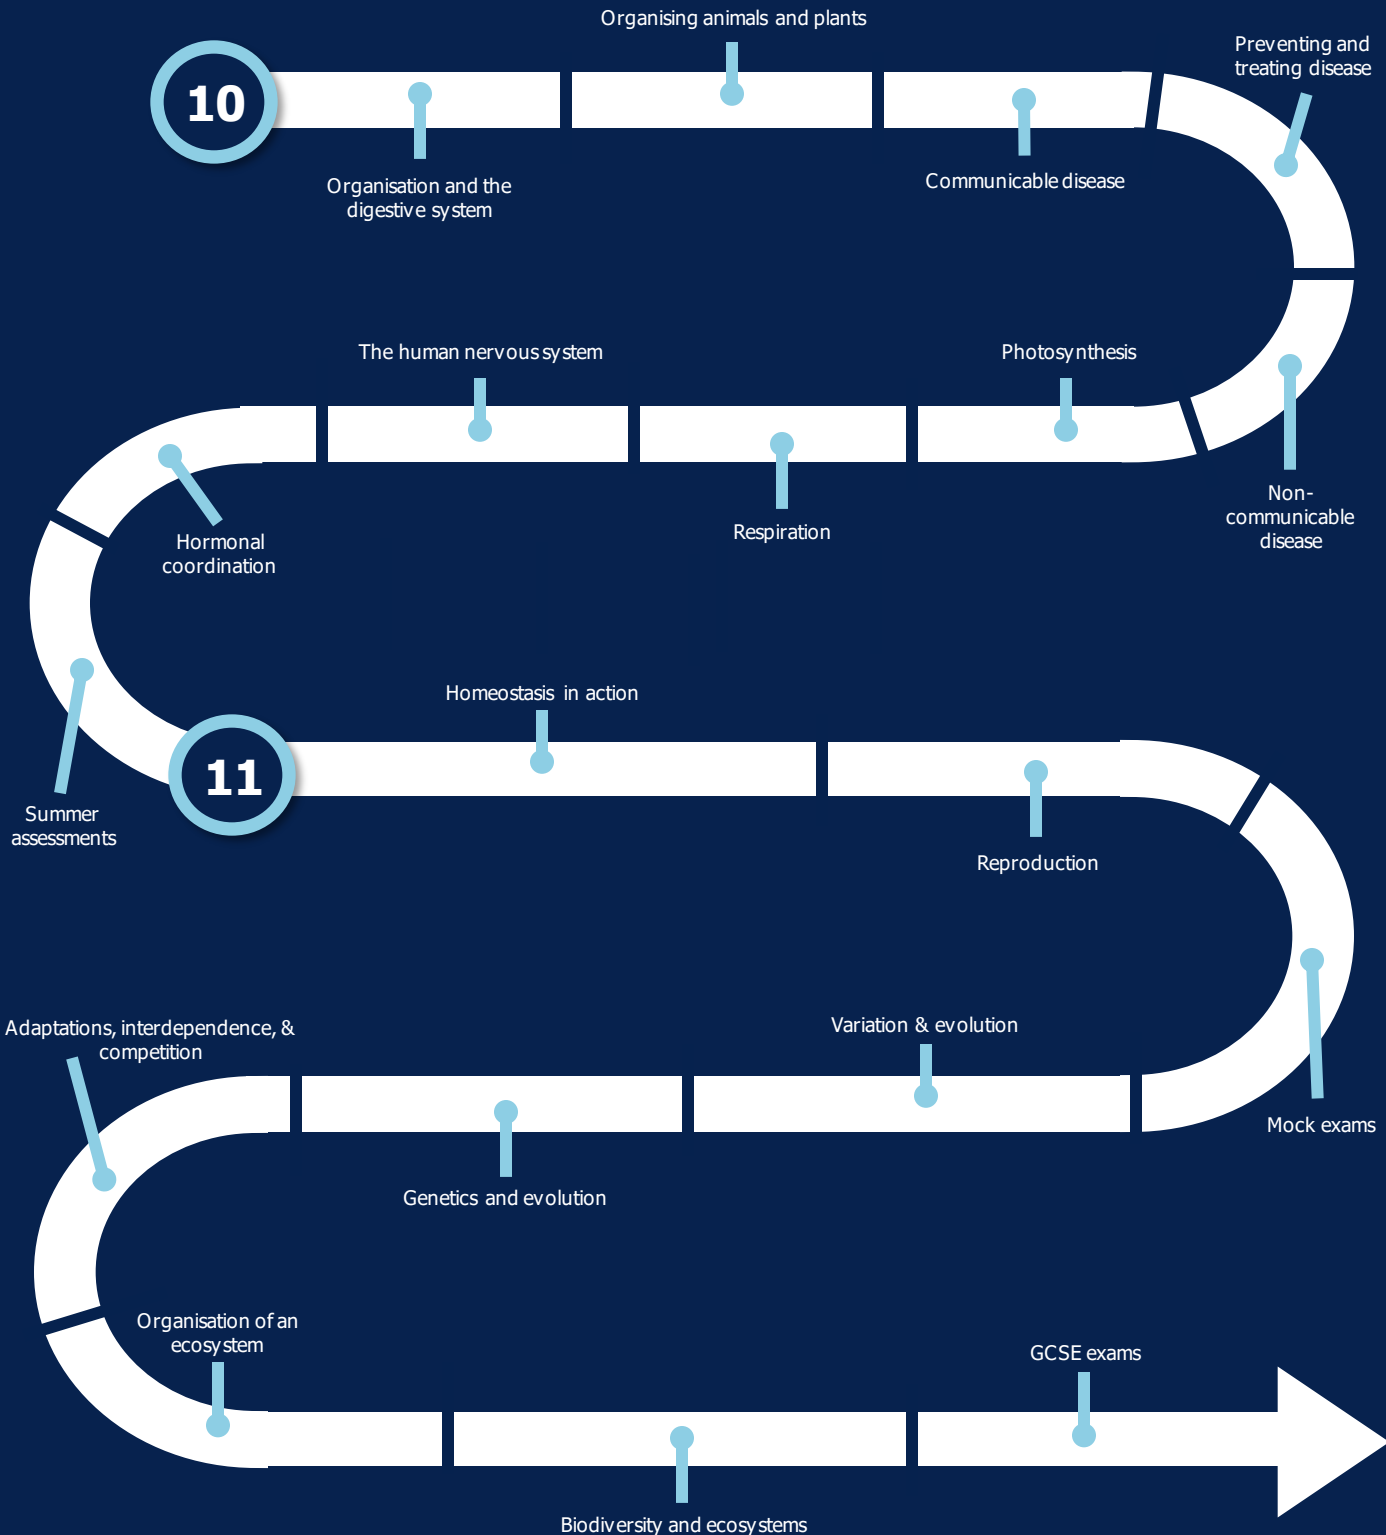 Organising animals and plants
Preventing and
treating disease
10
Organisation and the
digestive system
Communicable disease
The human nervous system
Photosynthesis
Hormonal
coordination
Respiration
Non-
communicable
disease
Homeostasis in action
11
Summer
assessments
Reproduction
Adaptations, interdependence, &
competition
Variation & evolution
Mock exams
Genetics and evolution
Organisation of an
ecosystem
GCSE exams
Biodiversity and ecosystems